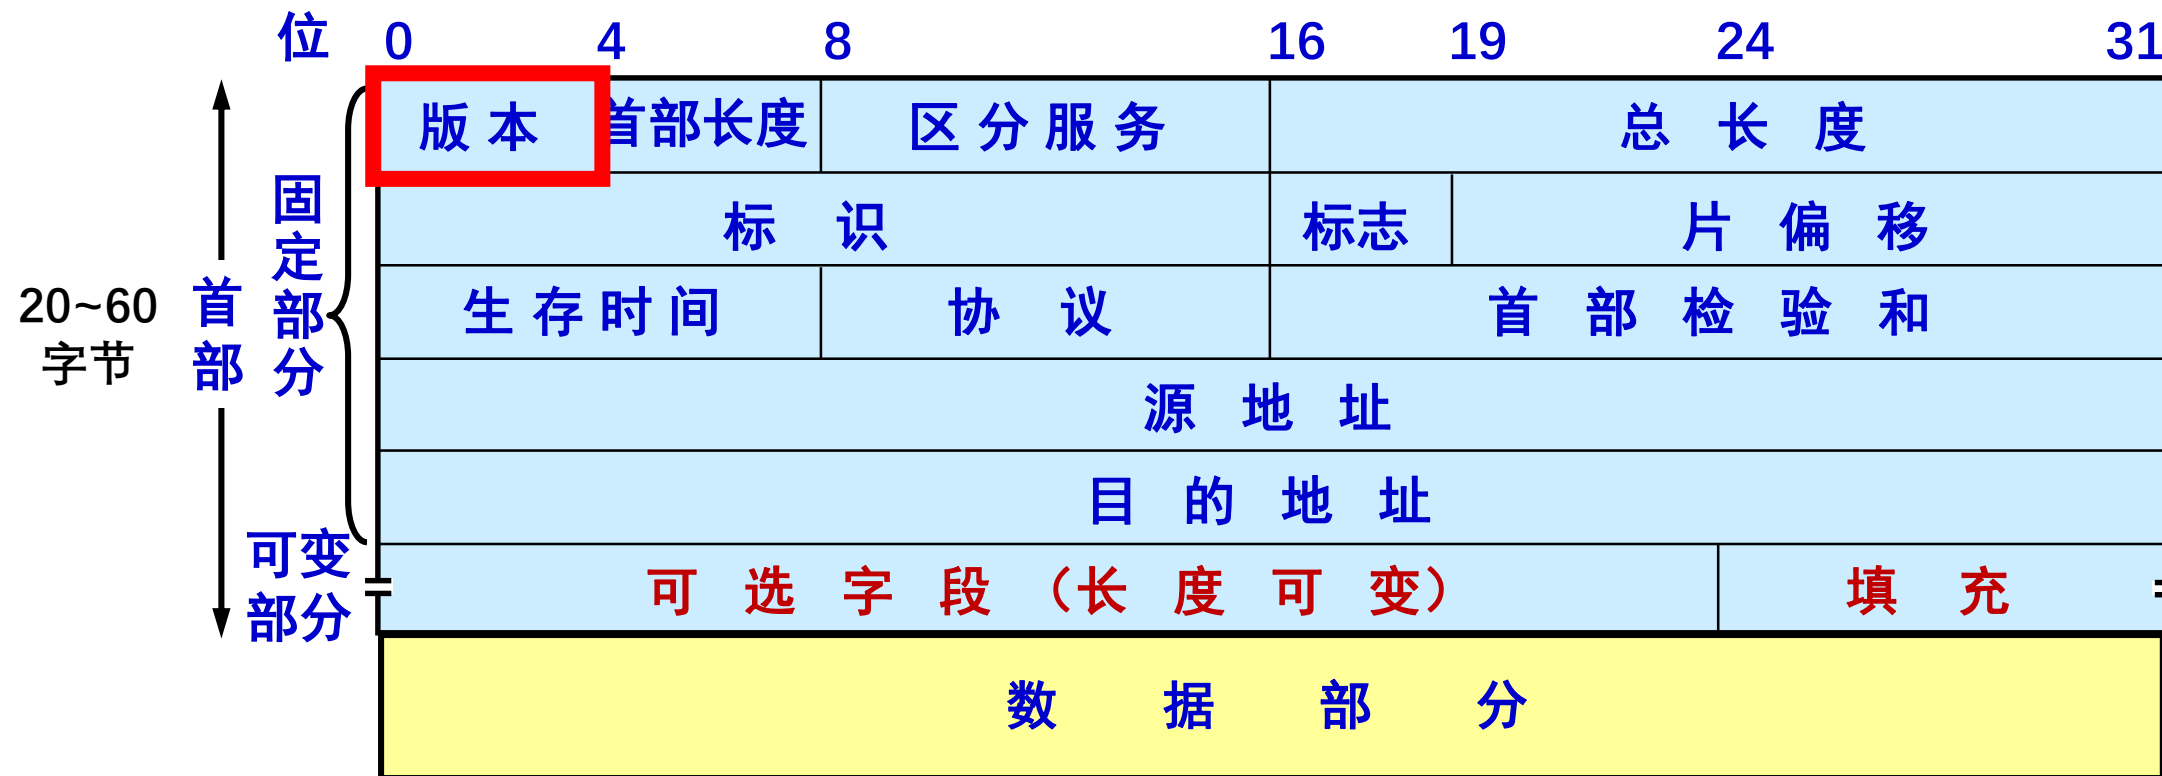 位 0 4 8 16 19 24 31
版本 首部长度 区分服务 总长度
标识 标志 片偏移
生存时间 协议 首部检验和
源地址
目的地址
可选字段（长度可变） 填充
数据部分
20~60
字节
首部
固定部分
可变
部分